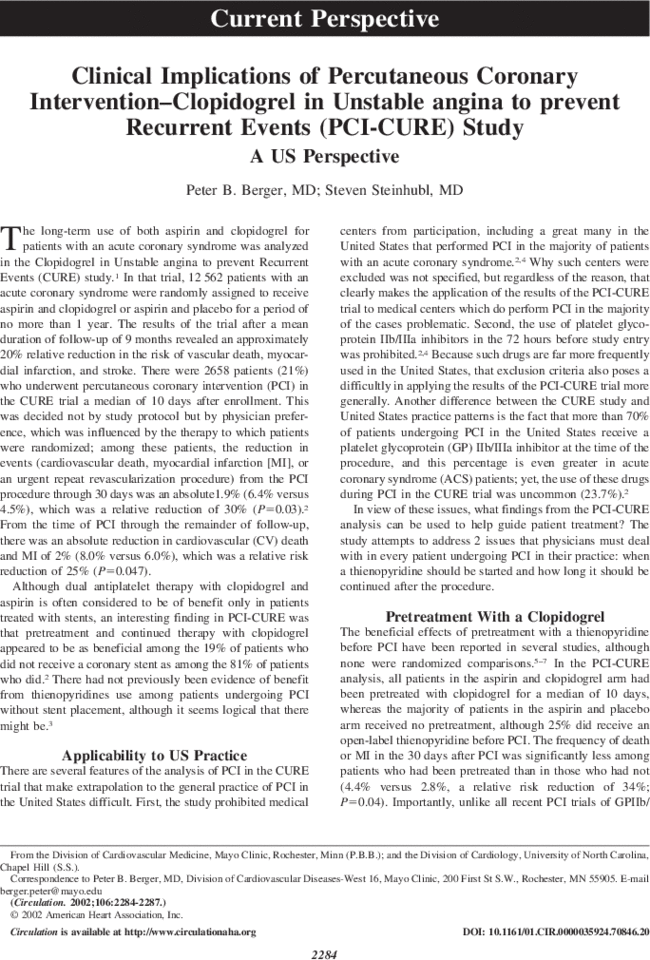 Current Perspective
Clinical Implications of Percutaneous Coronary
Intervention–Clopidogrel in Unstable angina to prevent
Recurrent Events (PCI-CURE) Study
A US Perspective
Peter B. Berger, MD; Steven Steinhubl, MD
The long-term use of both aspirin and clopidogrel for
patients with an acute coronary syndrome was analyzed
in the Clopidogrel in Unstable angina to prevent Recurrent
Events (CURE) study.1 In that trial, 12 562 patients with an
acute coronary syndrome were randomly assigned to receive
aspirin and clopidogrel or aspirin and placebo for a period of
no more than 1 year. The results of the trial after a mean
duration of follow-up of 9 months revealed an approximately
20% relative reduction in the risk of vascular death, myocar-
dial infarction, and stroke. There were 2658 patients (21%)
who underwent percutaneous coronary intervention (PCI) in
the CURE trial a median of 10 days after enrollment. This
was decided not by study protocol but by physician prefer-
ence, which was influenced by the therapy to which patients
were randomized; among these patients, the reduction in
events (cardiovascular death, myocardial infarction [MI], or
an urgent repeat revascularization procedure) from the PCI
procedure through 30 days was an absolute1.9% (6.4% versus
4.5%), which was a relative reduction of 30% (P=0.03).2
From the time of PCI through the remainder of follow-up,
there was an absolute reduction in cardiovascular (CV) death
and MI of 2% (8.0% versus 6.0%), which was a relative risk
reduction of 25% (P=0.047).
Although dual antiplatelet therapy with clopidogrel and
aspirin is often considered to be of benefit only in patients
treated with stents, an interesting finding in PCI-CURE was
that pretreatment and continued therapy with clopidogrel
appeared to be as beneficial among the 19% of patients who
did not receive a coronary stent as among the 81% of patients
who did.2 There had not previously been evidence of benefit
from thienopyridines use among patients undergoing PCI
without stent placement, although it seems logical that there
might be.3
Applicability to US Practice
There are several features of the analysis of PCI in the CURE
trial that make extrapolation to the general practice of PCI in
the United States difficult. First, the study prohibited medical
centers from participation, including a great many in the
United States that performed PCI in the majority of patients
with an acute coronary syndrome.2,4 Why such centers were
excluded was not specified, but regardless of the reason, that
clearly makes the application of the results of the PCI-CURE
trial to medical centers which do perform PCI in the majority
of the cases problematic. Second, the use of platelet glyco-
protein IIb/IIIa inhibitors in the 72 hours before study entry
was prohibited.2,4 Because such drugs are far more frequently
used in the United States, that exclusion criteria also poses a
difficultly in applying the results of the PCI-CURE trial more
generally. Another difference between the CURE study and
United States practice patterns is the fact that more than 70%
of patients undergoing PCI in the United States receive a
platelet glycoprotein (GP) IIb/IIIa inhibitor at the time of the
procedure, and this percentage is even greater in acute
coronary syndrome (ACS) patients; yet, the use of these drugs
during PCI in the CURE trial was uncommon (23.7%).2
In view of these issues, what findings from the PCI-CURE
analysis can be used to help guide patient treatment? The
study attempts to address 2 issues that physicians must deal
with in every patient undergoing PCI in their practice: when
a thienopyridine should be started and how long it should be
continued after the procedure.
Pretreatment With a Clopidogrel
The beneficial effects of pretreatment with a thienopyridine
before PCI have been reported in several studies, although
none were randomized comparisons.5–7 In the PCI-CURE
analysis, all patients in the aspirin and clopidogrel arm had
been pretreated with clopidogrel for a median of 10 days,
whereas the majority of patients in the aspirin and placebo
arm received no pretreatment, although 25% did receive an
open-label thienopyridine before PCI. The frequency of death
or MI in the 30 days after PCI was significantly less among
patients who had been pretreated than in those who had not
(4.4% versus 2.8%, a relative risk reduction of 34%;
P=0.04). Importantly, unlike all recent PCI trials of GPIIb/
From the Division of Cardiovascular Medicine, Mayo Clinic, Rochester, Minn (P.B.B.); and the Division of Cardiology, University of North Carolina,
Chapel Hill (S.S.).
Correspondence to Peter B. Berger, MD, Division of Cardiovascular Diseases-West 16, Mayo Clinic, 200 First St S.W., Rochester, MN 55905. E-mail
berger.peter@mayo.edu
(Circulation. 2002;106:2284-2287.)
© 2002 American Heart Association, Inc.
Circulation is available at http://www.circulationaha.org DOI: 10.1161/01.CIR.0000035924.70846.20
2284